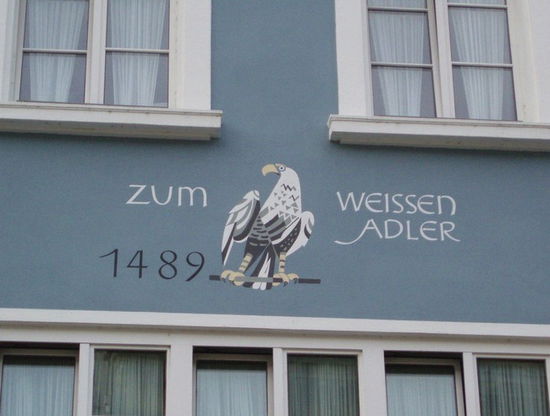 ZUM WEISSEN
ADLER
1489